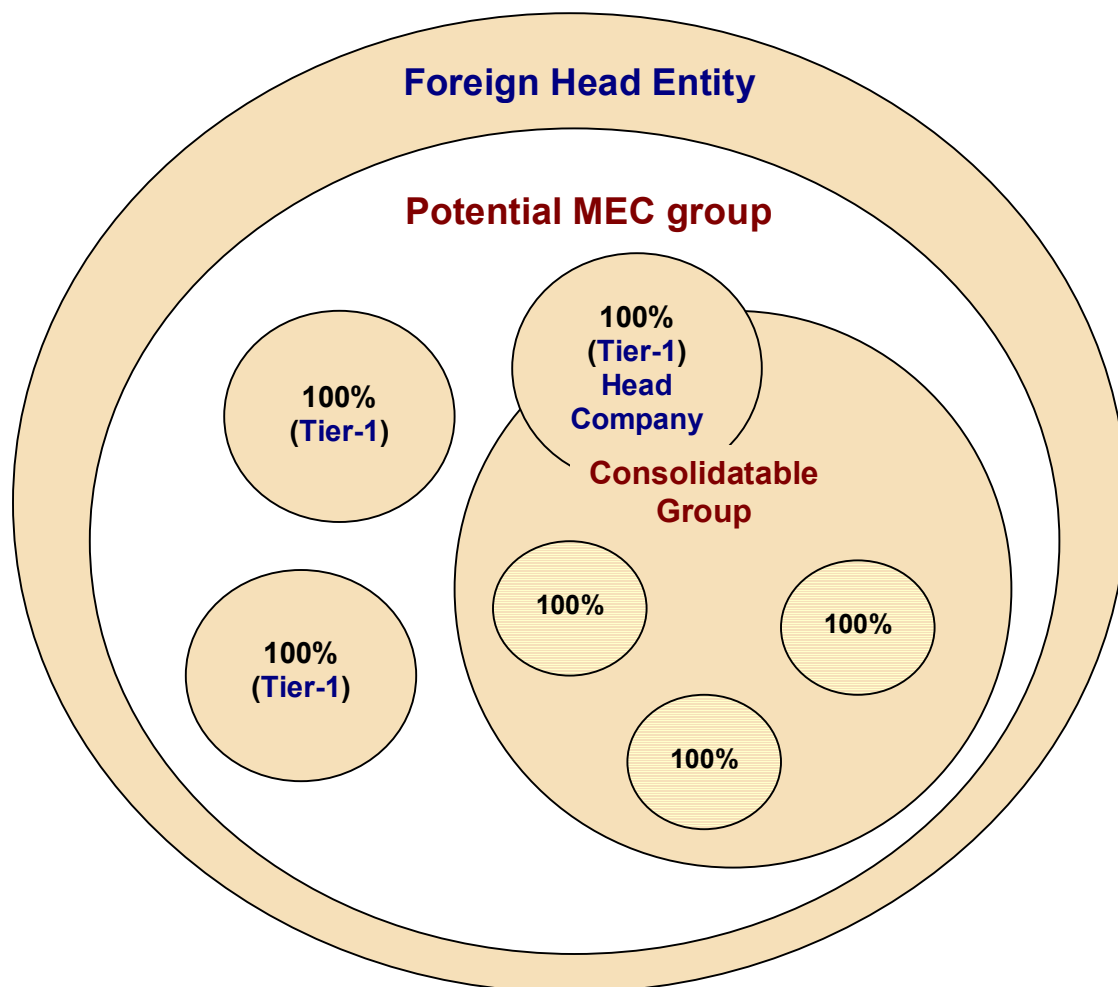 Foreign Head Entity
Potential MEC group
100%
(Tier-1)
Head
Company
100%
(Tier-1)
Consolidatable
Group
100%
100%
100%
(Tier-1)
100%